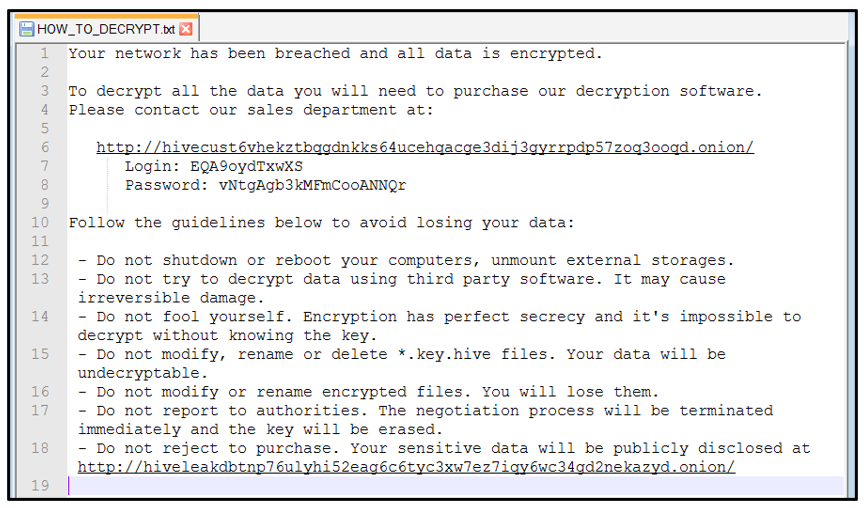 HOW_TO_DECRYPT.txt
1 Your network has been breached and all data is encrypted.
2
3 To decrypt all the data you will need to purchase our decryption software.
4 Please contact our sales department at:
5
6 http://hivecust6vhekztbqgdnkks64ucehqacge3dij3gyrrpdp57zoq3ooqd.onion/
7 Login: EQA9oydTxwXS
8 Password: vNtgAgb3kMFmCooANNQr
9
10 Follow the guidelines below to avoid losing your data:
11
12 - Do not shutdown or reboot your computers, unmount external storages.
13 - Do not try to decrypt data using third party software. It may cause
irreversible damage.
14 - Do not fool yourself. Encryption has perfect secrecy and it's impossible to
decrypt without knowing the key.
15 - Do not modify, rename or delete *.key.hive files. Your data will be
undecryptable.
16 - Do not modify or rename encrypted files. You will lose them.
17 - Do not report to authorities. The negotiation process will be terminated
immediately and the key will be erased.
18 - Do not reject to purchase. Your sensitive data will be publicly disclosed at
http://hiveleakdbtnp76ulyhi52eag6c6tyc3xw7ez7iqy6wc34gd2nekazyd.onion/
19